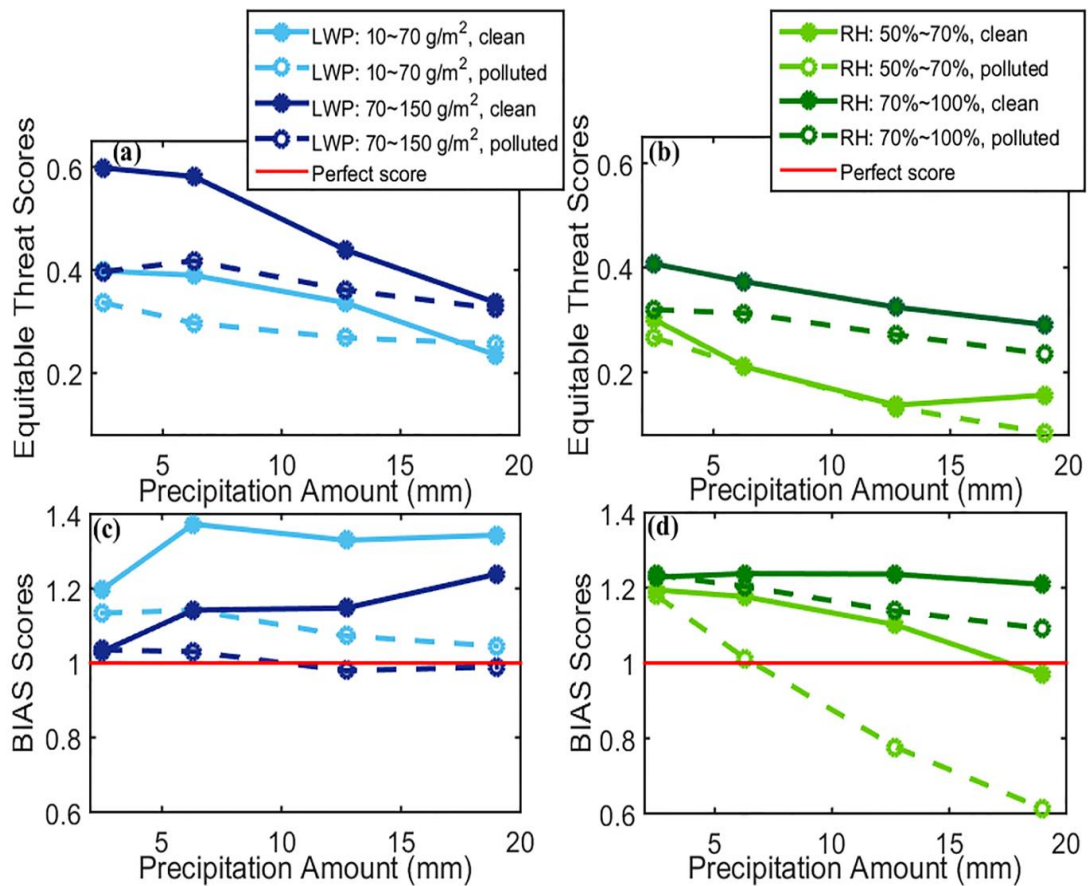 LWP: 10~70 g/m², clean
LWP: 10~70 g/m², polluted
LWP: 70~150 g/m², clean
LWP: 70~150 g/m², polluted
Perfect score
RH: 50%~70%, clean
RH: 50%~70%, polluted
RH: 70%~100%, clean
RH: 70%~100%, polluted
Perfect score
(a)
Equitable Threat Scores
0.6
0.4
0.2
5
10
15
20
Precipitation Amount (mm)
(b)
Equitable Threat Scores
0.6
0.4
0.2
5
10
15
20
Precipitation Amount (mm)
(c)
BIAS Scores
1.4
1.2
1
0.8
0.6
5
10
15
20
Precipitation Amount (mm)
(d)
BIAS Scores
1.4
1.2
1
0.8
0.6
5
10
15
20
Precipitation Amount (mm)